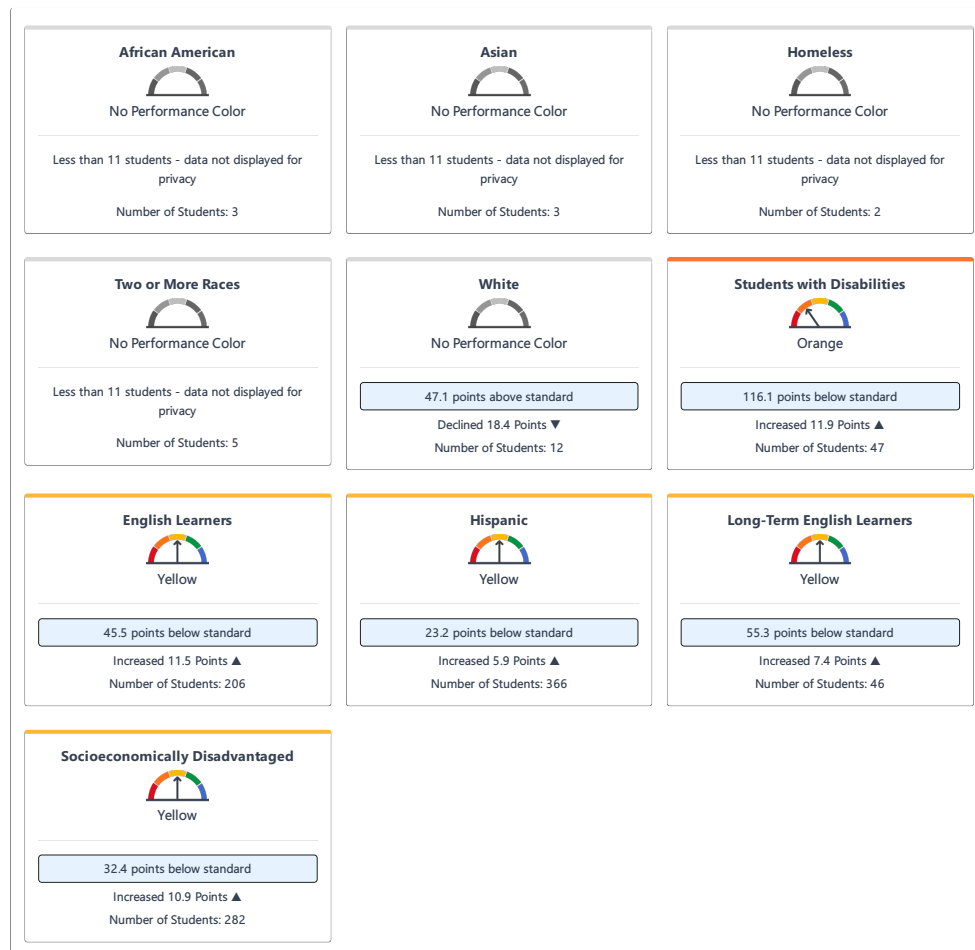 African American
No Performance Color
Less than 11 students - data not displayed for
privacy
Number of Students: 3
Asian
No Performance Color
Less than 11 students - data not displayed for
privacy
Number of Students: 3
Homeless
No Performance Color
Less than 11 students - data not displayed for
privacy
Number of Students: 2
Two or More Races
No Performance Color
Less than 11 students - data not displayed for
privacy
Number of Students: 5
White
No Performance Color
47.1 points above standard
Declined 18.4 Points ▼
Number of Students: 12
Students with Disabilities
Orange
116.1 points below standard
Increased 11.9 Points ▲
Number of Students: 47
English Learners
Yellow
45.5 points below standard
Increased 11.5 Points ▲
Number of Students: 206
Hispanic
Yellow
23.2 points below standard
Increased 5.9 Points ▲
Number of Students: 366
Long-Term English Learners
Yellow
55.3 points below standard
Increased 7.4 Points ▲
Number of Students: 46
Socioeconomically Disadvantaged
Yellow
32.4 points below standard
Increased 10.9 Points ▲
Number of Students: 282